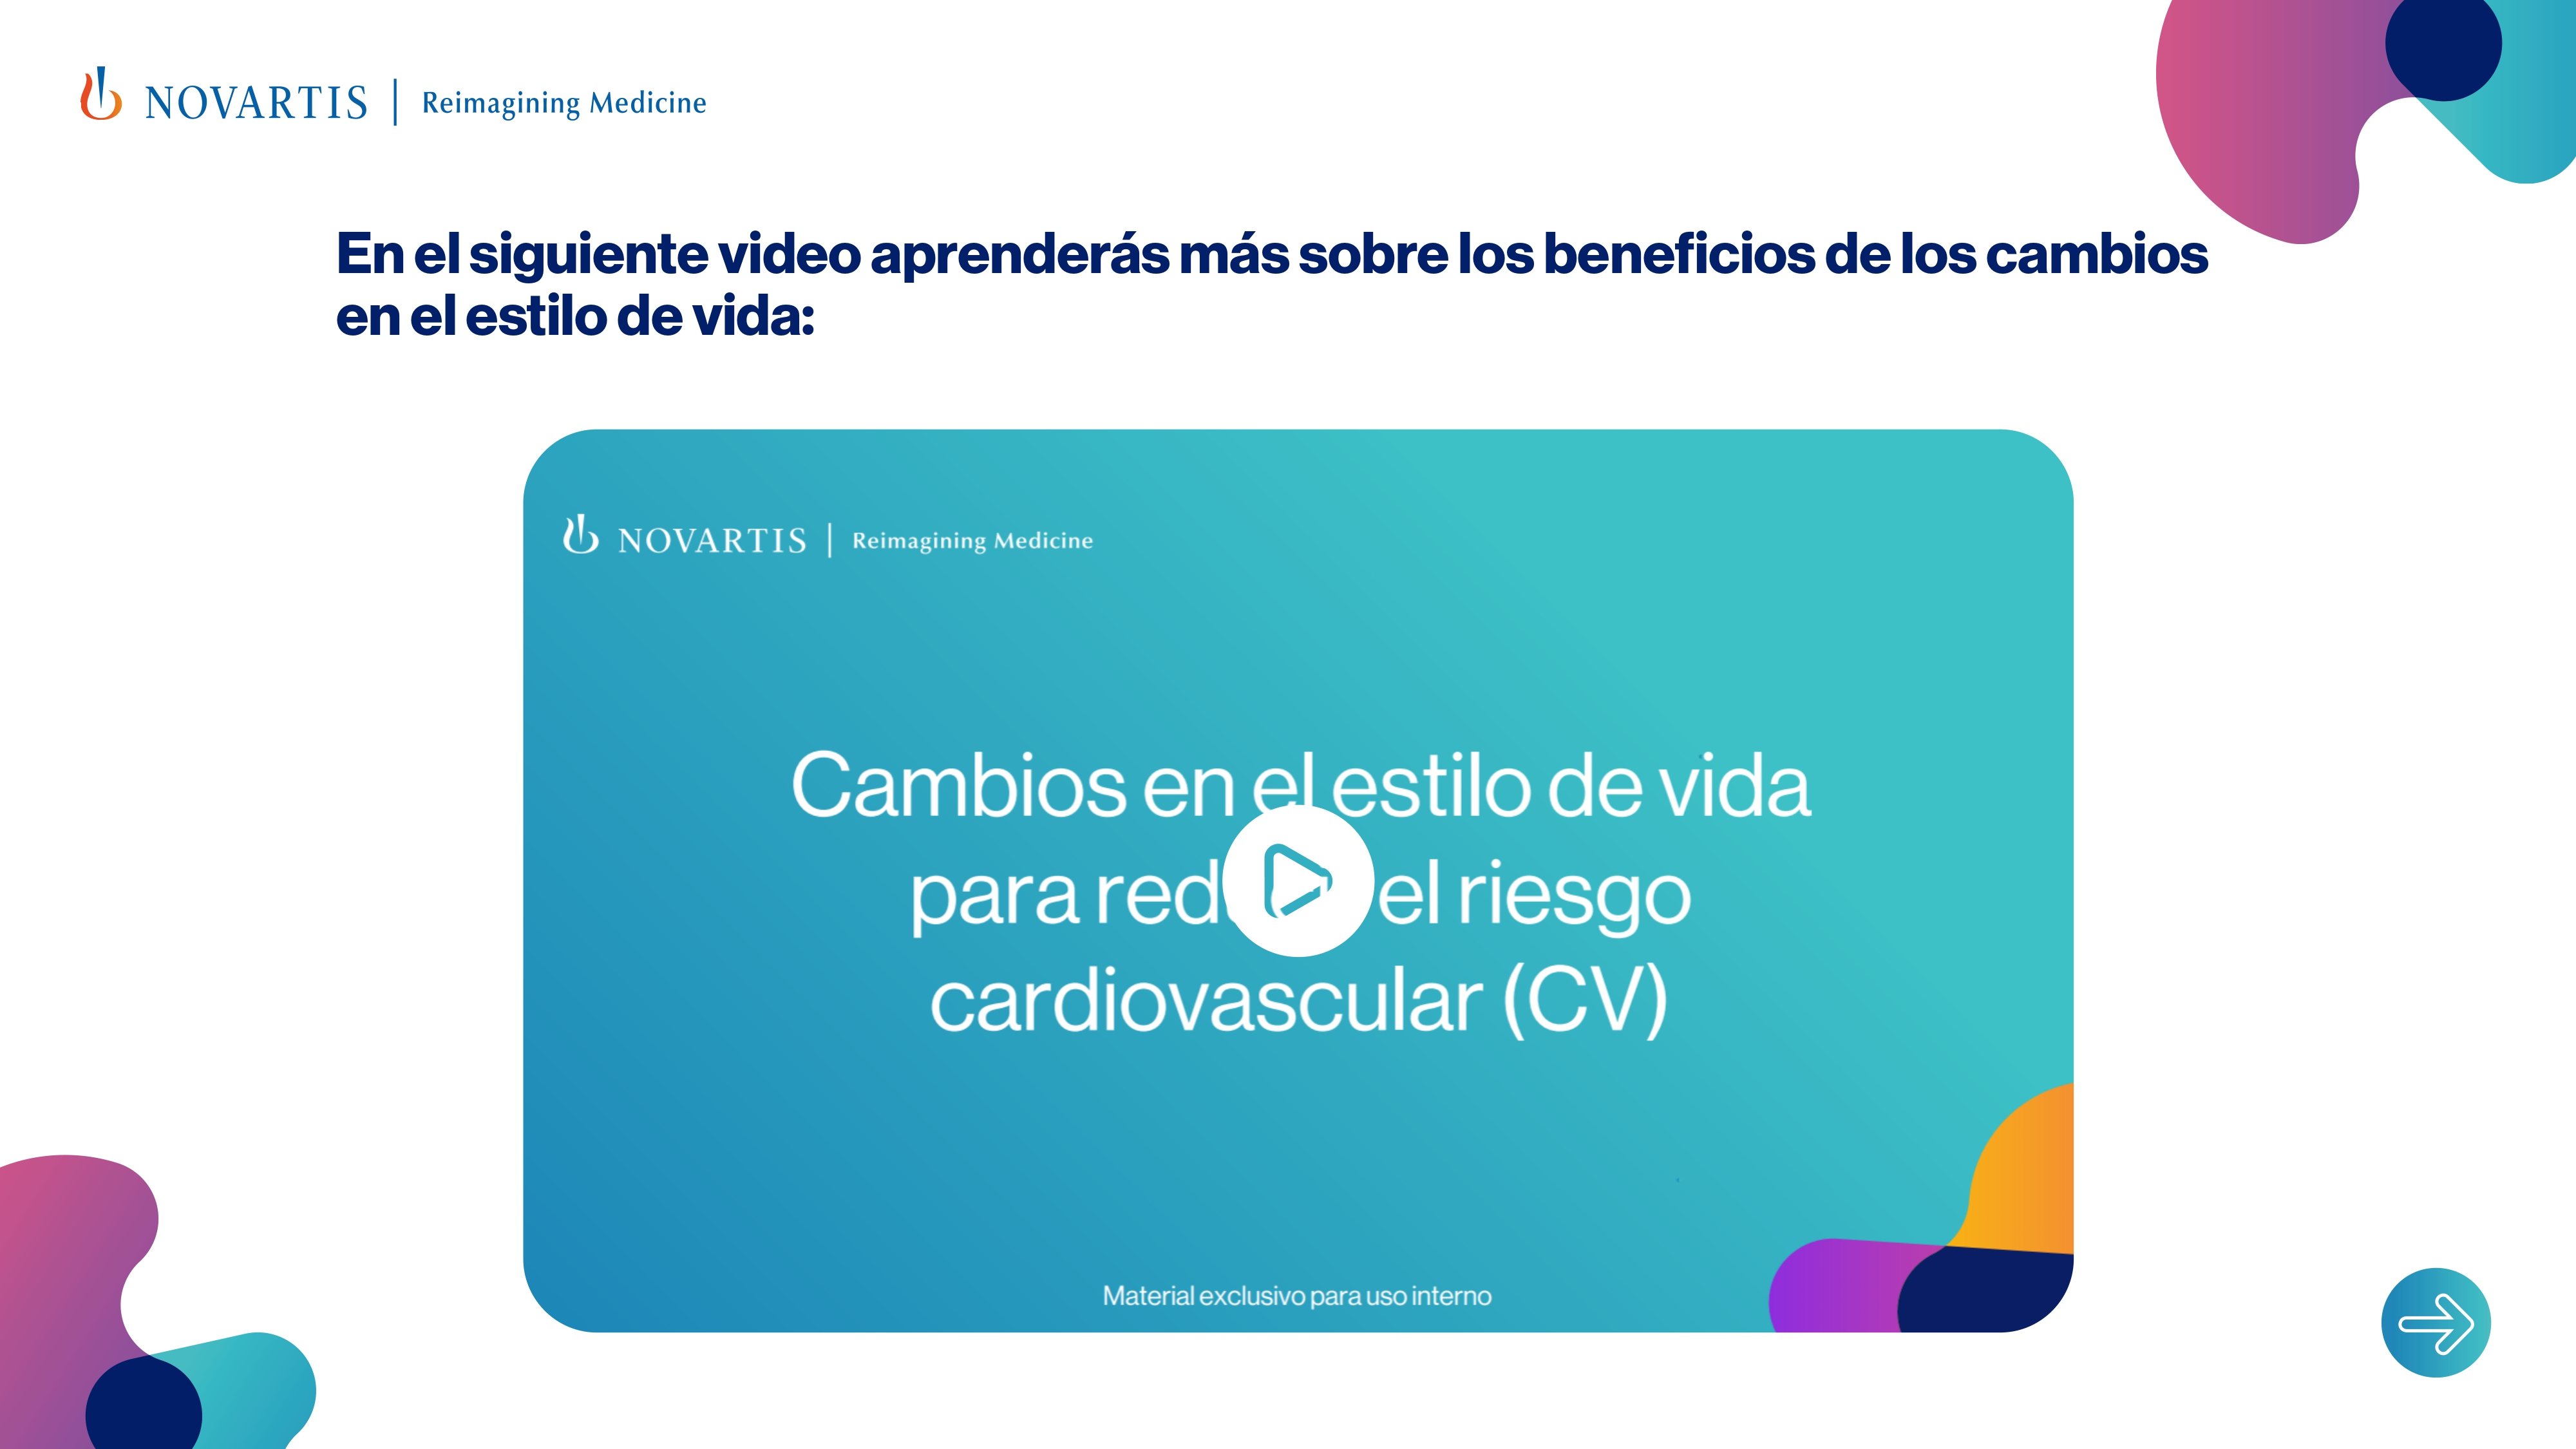 NOVARTIS | Reimagining Medicine
En el siguiente video aprenderás más sobre los beneficios de los cambios
en el estilo de vida:
NOVARTIS | Reimagining Medicine
Cambios en el estilo de vida
para el riesgo
cardiovascular (CV)
Material exclusivo para uso interno